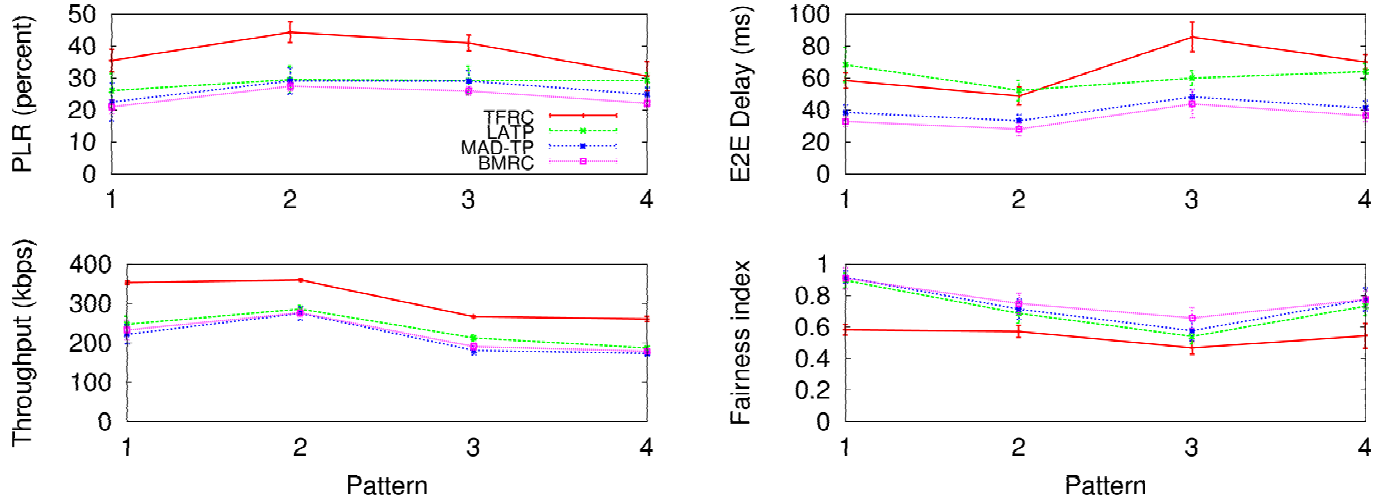 PLR (percent)
50
40
30
20
10
0
TFRC
LATP
MAD-TP
BMRC
1 2 3 4
E2E Delay (ms)
100
80
60
40
20
0
1 2 3 4
Throughput (kbps)
400
300
200
100
0
1 2 3 4
Pattern
Fairness index
1
0.8
0.6
0.4
0.2
0
1 2 3 4
Pattern